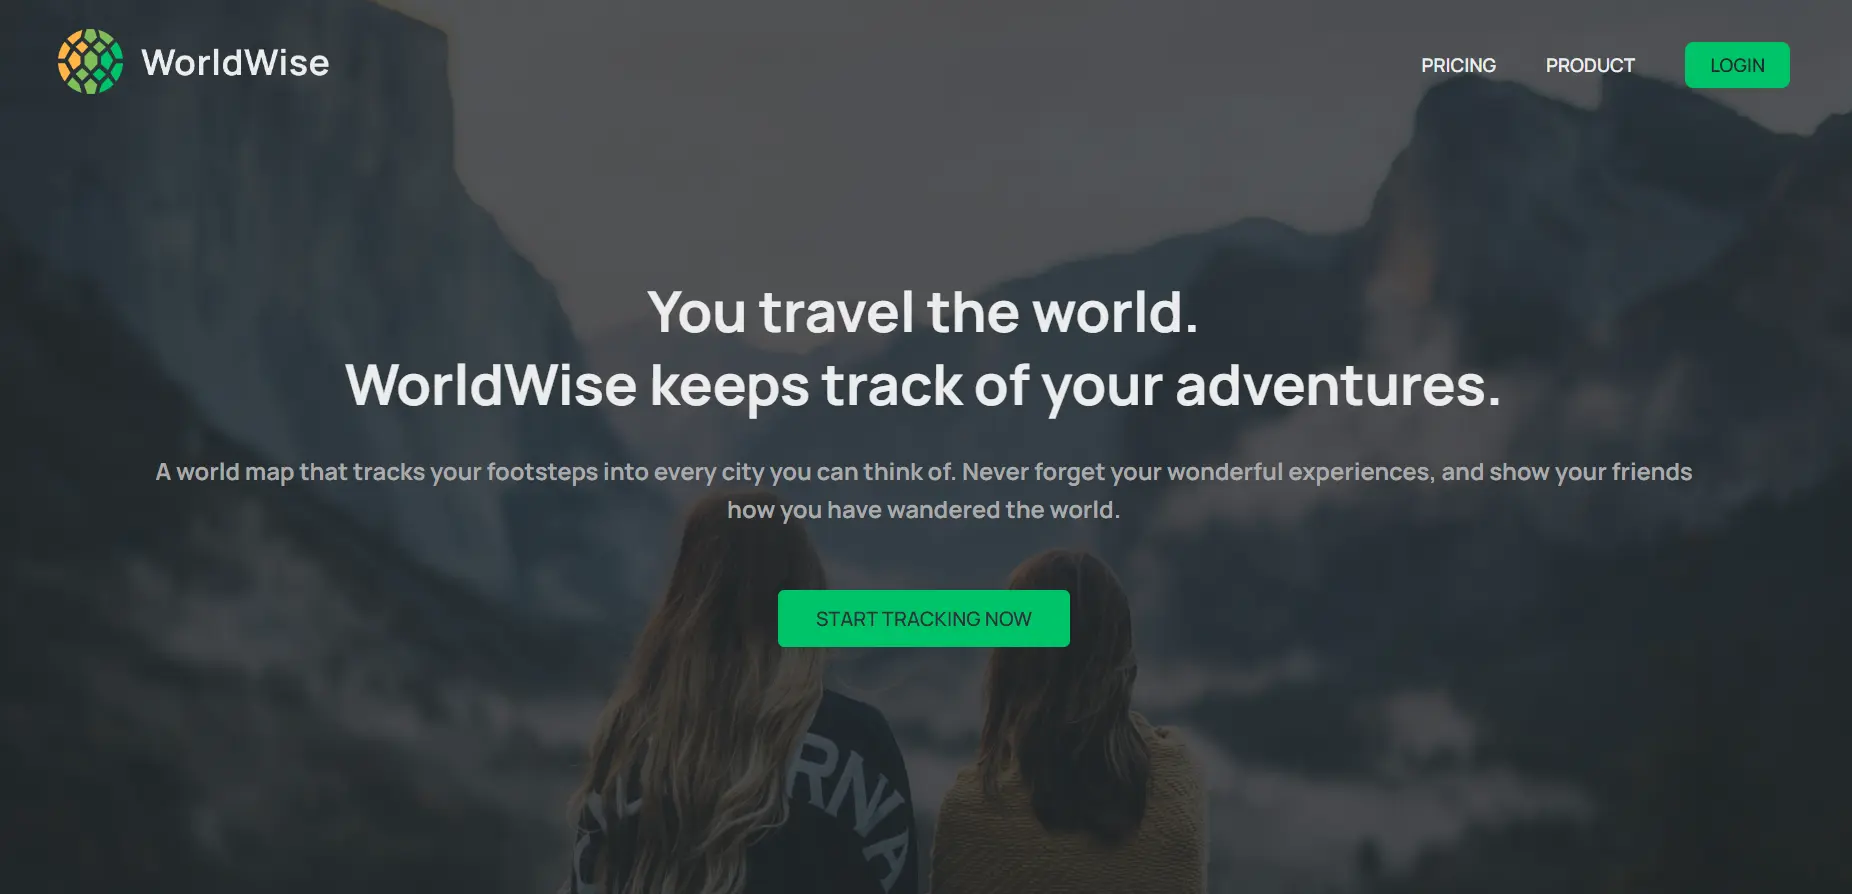 WorldWise
PRICING
PRODUCT
LOGIN
You travel the world.
WorldWise keeps track of your adventures.
A world map that tracks your footsteps into every city you can think of. Never forget your wonderful experiences, and show your friends
how you have wandered the world.
START TRACKING NOW
RNIA